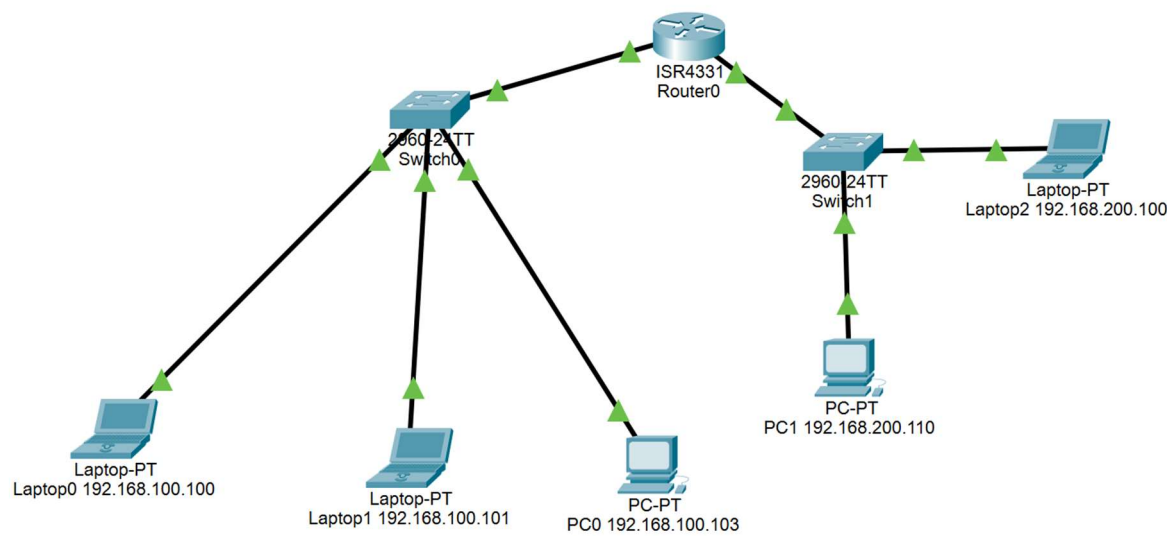 ISR4331
Router0
2960-24TT
Switch0
2960-24TT
Switch1
Laptop-PT
Laptop2 192.168.200.100
PC-PT
PC1 192.168.200.110
Laptop-PT
Laptop0 192.168.100.100
Laptop-PT
Laptop1 192.168.100.101
PC-PT
PC0 192.168.100.103